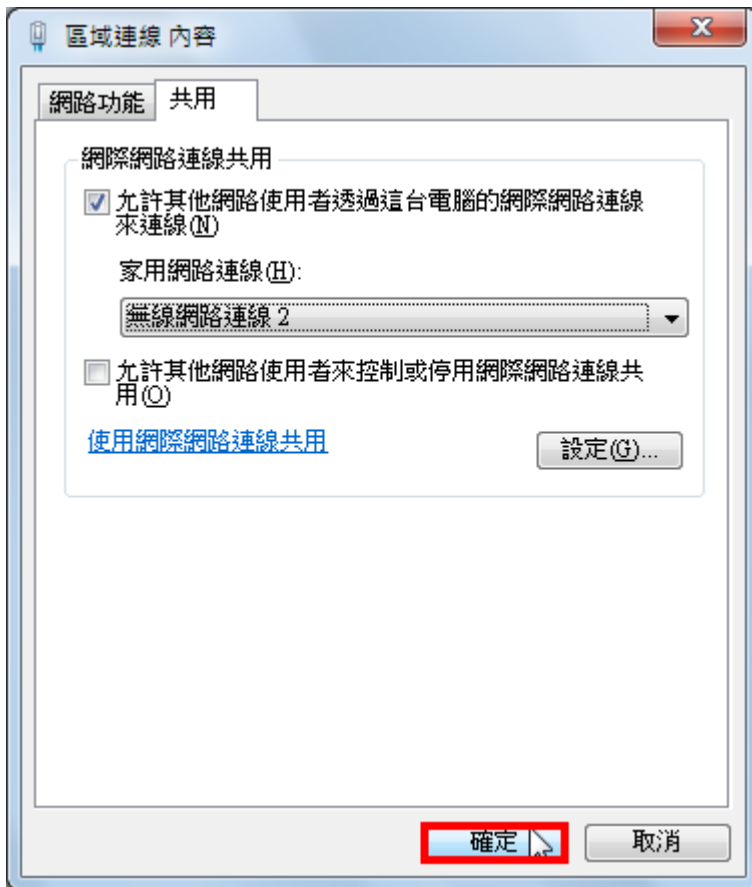 區域連線 內容
網路功能 共用
網際網路連線共用
允許其他網路使用者透過這台電腦的網際網路連線
來連線(N)
家用網路連線(H):
無線網路連線 2
允許其他網路使用者來控制或停用網際網路連線共
用(O)
使用網際網路連線共用
設定(G)...
確定 取消